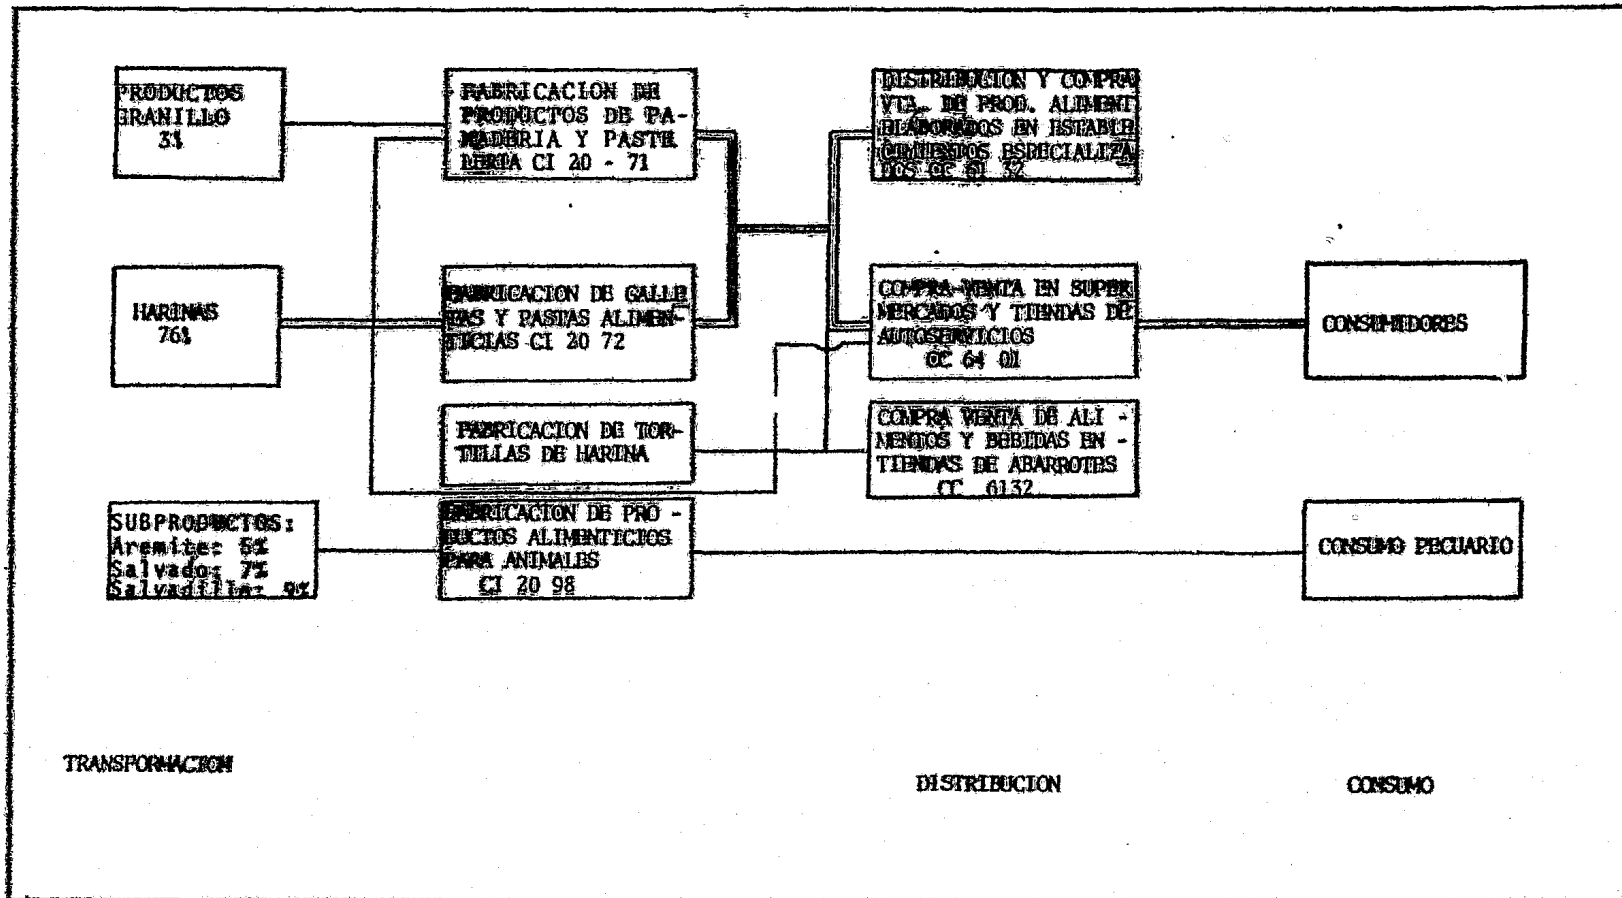 PRODUCTOS
GRANILLO
3%
FABRICACION DE
PRODUCTOS DE PA-
NADERIA Y PASTE
LERIA CI 20 - 71
DISTRIBUCION Y COMPRA
VTA. DE PROD. ALIMENT
ELABORADOS EN ESTABLE
CIMIENTOS ESPECIALIZA
DOS CC 61 32
HARINAS
76%
FABRICACION DE GALLE
TAS Y PASTAS ALIMEN-
TICIAS CI 20 72
COMPRA-VENTA EN SUPER
MERCADOS Y TIENDAS DE
AUTOSERVICIOS
CC 64 01
CONSUMIDORES
FABRICACION DE TOR-
TILLAS DE HARINA
COMPRA VENTA DE ALI -
MENTOS Y BEBIDAS EN -
TIENDAS DE ABARROTES
CC 6132
SUBPRODUCTOS:
Aremite: 5%
Salvado: 7%
Salvadillo: 9%
FABRICACION DE PRO -
DUCTOS ALIMENTICIOS
PARA ANIMALES
CI 20 98
CONSUMO PECUARIO
TRANSFORMACION
DISTRIBUCION
CONSUMO